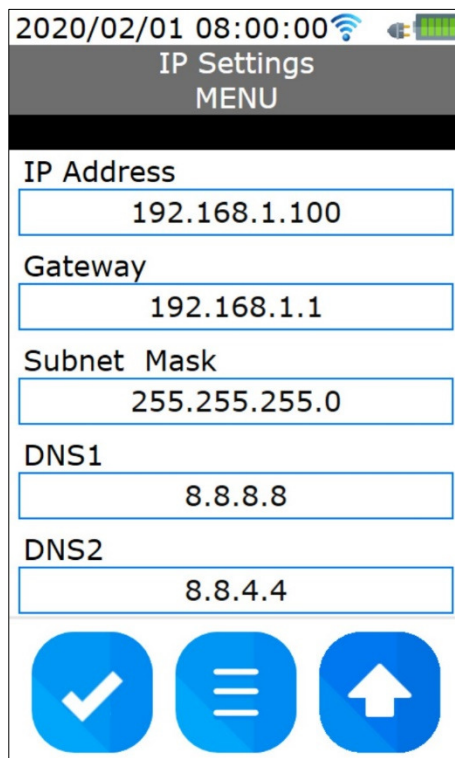 2020/02/01 08:00:00
IP Settings
MENU
IP Address
192.168.1.100
Gateway
192.168.1.1
Subnet Mask
255.255.255.0
DNS1
8.8.8.8
DNS2
8.8.4.4